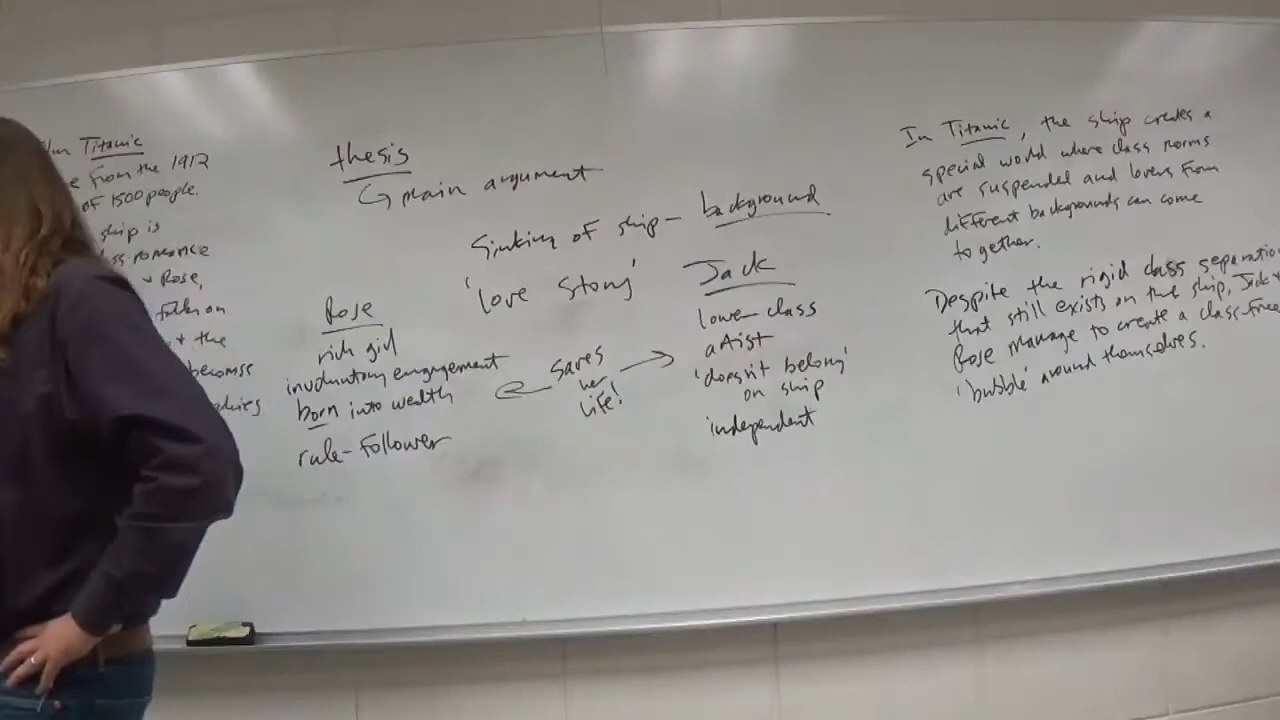 Titanic
from the 1912
of 1500 people.
ship is
romance
Rose,
the
thesis
main argument
Sinking of ship - background
'love story'
Rose
rich girl
involuntary engagement
born into wealth
rule-follower
saves
her
life!
Jack
lower class
artist
'doesn't belong'
on ship
independent
In Titanic, the ship creates a
special world where class norms
are suspended and lovers from
different backgrounds can come
together.
Despite the rigid class separation
that still exists on the ship, Jack
Rose manage to create a class-free
'bubble' around themselves.